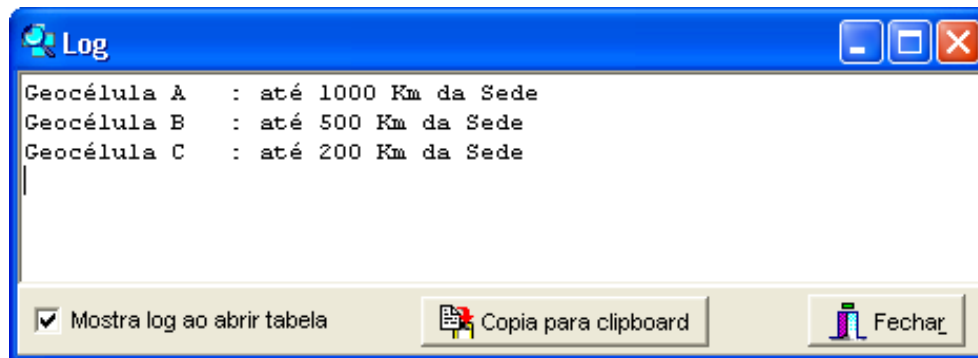 Log
Geocélula A : até 1000 Km da Sede
Geocélula B : até 500 Km da Sede
Geocélula C : até 200 Km da Sede
Mostra log ao abrir tabela
Copia para clipboard
Fechar